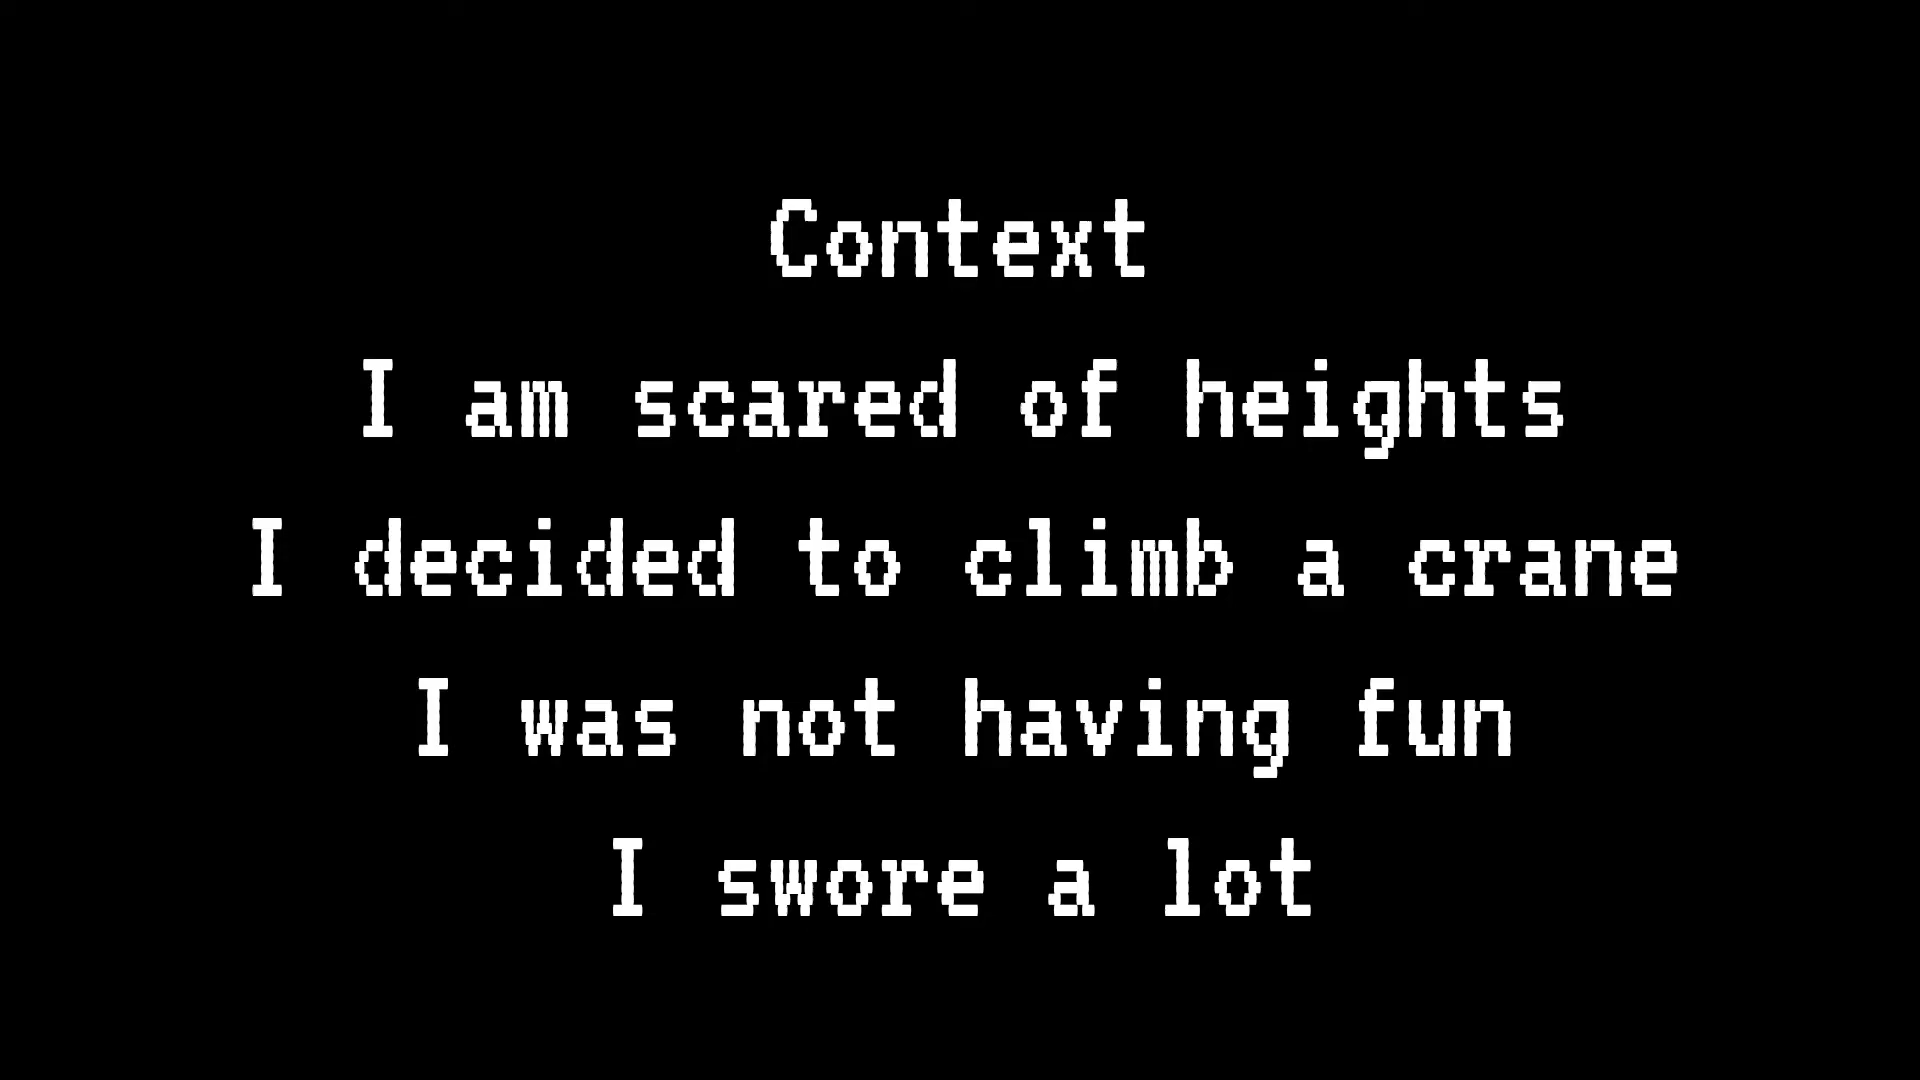 Context
I am scared of heights
I decided to climb a crane
I was not having fun
I swore a lot